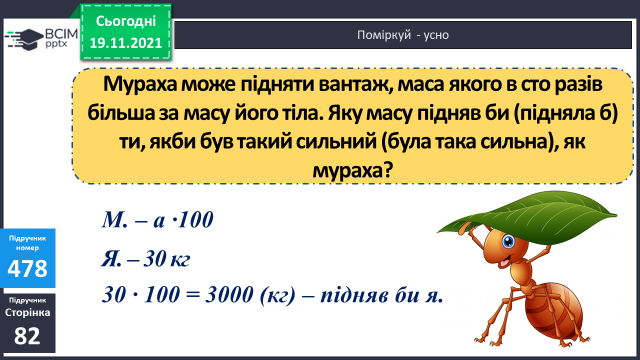 ВСІМ
pptx
Сьогодні
19.11.2021
Поміркуй - усно
Мураха може підняти вантаж, маса якого в сто разів
більша за масу його тіла. Яку масу підняв би (підняла б)
ти, якби був такий сильний (була така сильна), як
мураха?
М. – а ·100
Я. – 30 кг
30 · 100 = 3000 (кг) – підняв би я.
Підручник
номер
478
Підручник
Сторінка
82